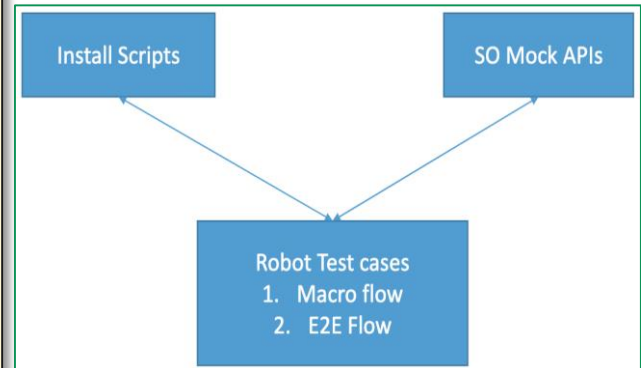 Install Scripts
SO Mock APIs
Robot Test cases
1. Macro flow
2. E2E Flow